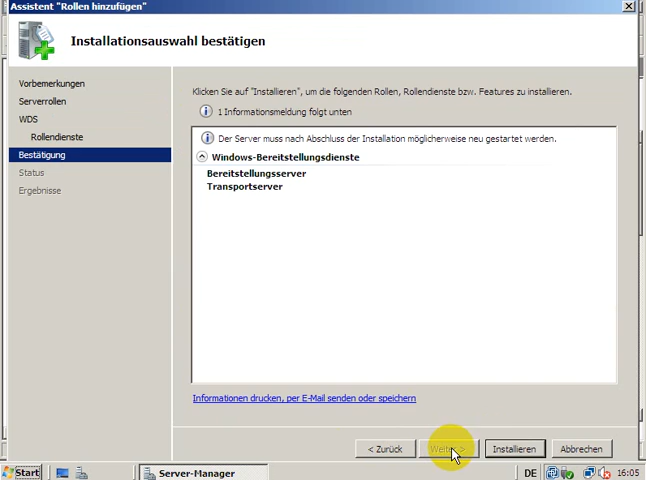 Assistent "Rollen hinzufügen"
Installationsauswahl bestätigen
Vorbemerkungen
Serverrollen
WDS
Rollendienste
Bestätigung
Status
Ergebnisse
Klicken Sie auf "Installieren", um die folgenden Rollen, Rollendienste bzw. Features zu installieren.
1 Informationsmeldung folgt unten
Der Server muss nach Abschluss der Installation möglicherweise neu gestartet werden.
Windows-Bereitstellungsdienste
Bereitstellungsserver
Transportserver
Informationen drucken, per E-Mail senden oder speichern
< Zurück
Weiter >
Installieren
Abbrechen
Start
Server-Manager
DE
16:05